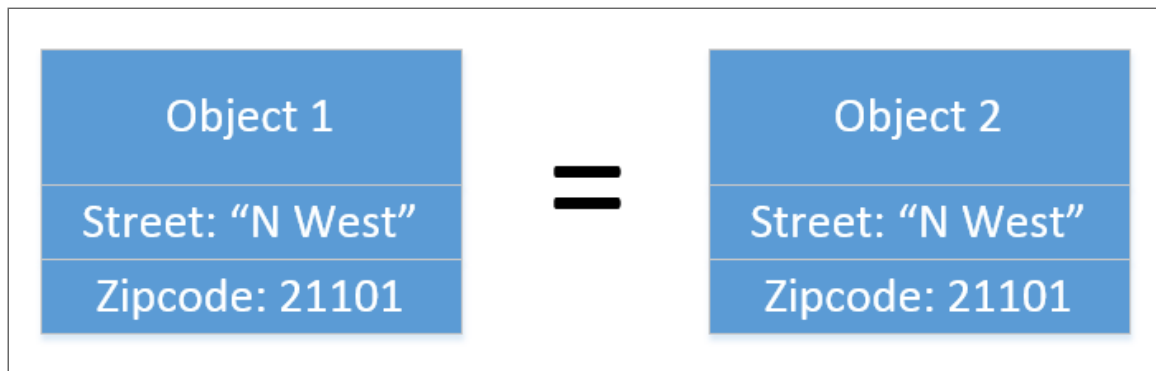 Object 1
Street: “N West”
Zipcode: 21101
=
Object 2
Street: “N West”
Zipcode: 21101